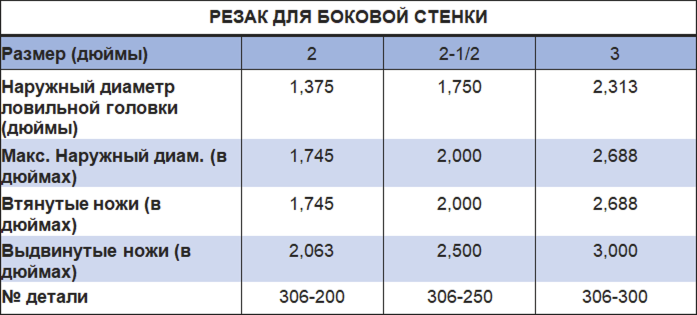 РЕЗАК ДЛЯ БОКОВОЙ СТЕНКИ
Размер (дюймы) 2 2-1/2 3
Наружный диаметр
ловильной головки
(дюймы) 1,375 1,750 2,313
Макс. Наружный диам. (в
дюймах) 1,745 2,000 2,688
Втянутые ножи (в
дюймах) 1,745 2,000 2,688
Выдвинутые ножи (в
дюймах) 2,063 2,500 3,000
№ детали 306-200 306-250 306-300